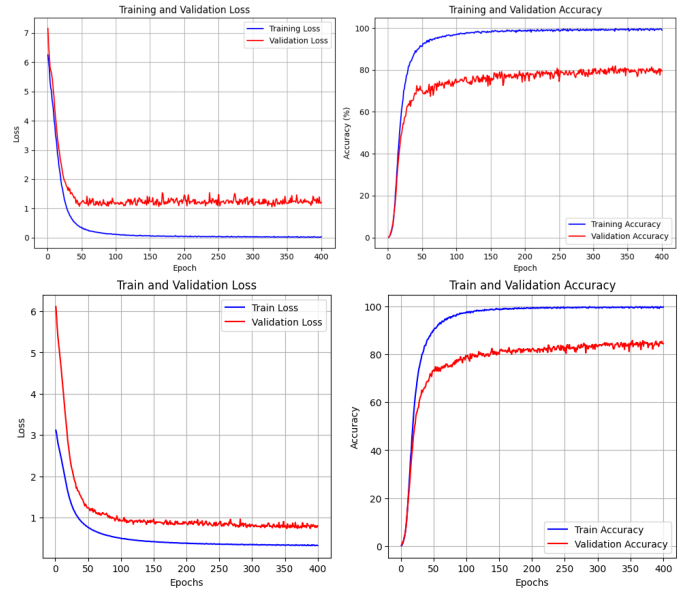 Training and Validation Loss
Training Loss
Validation Loss
7
6
5
4
3
2
1
0
Loss
0 50 100 150 200 250 300 350 400
Epoch
Training and Validation Accuracy
100
80
60
40
20
0
Accuracy (%)
Training Accuracy
Validation Accuracy
0 50 100 150 200 250 300 350 400
Epoch
Train and Validation Loss
Train Loss
Validation Loss
6
5
4
3
2
1
Loss
0 50 100 150 200 250 300 350 400
Epochs
Train and Validation Accuracy
100
80
60
40
20
0
Accuracy
Train Accuracy
Validation Accuracy
0 50 100 150 200 250 300 350 400
Epochs